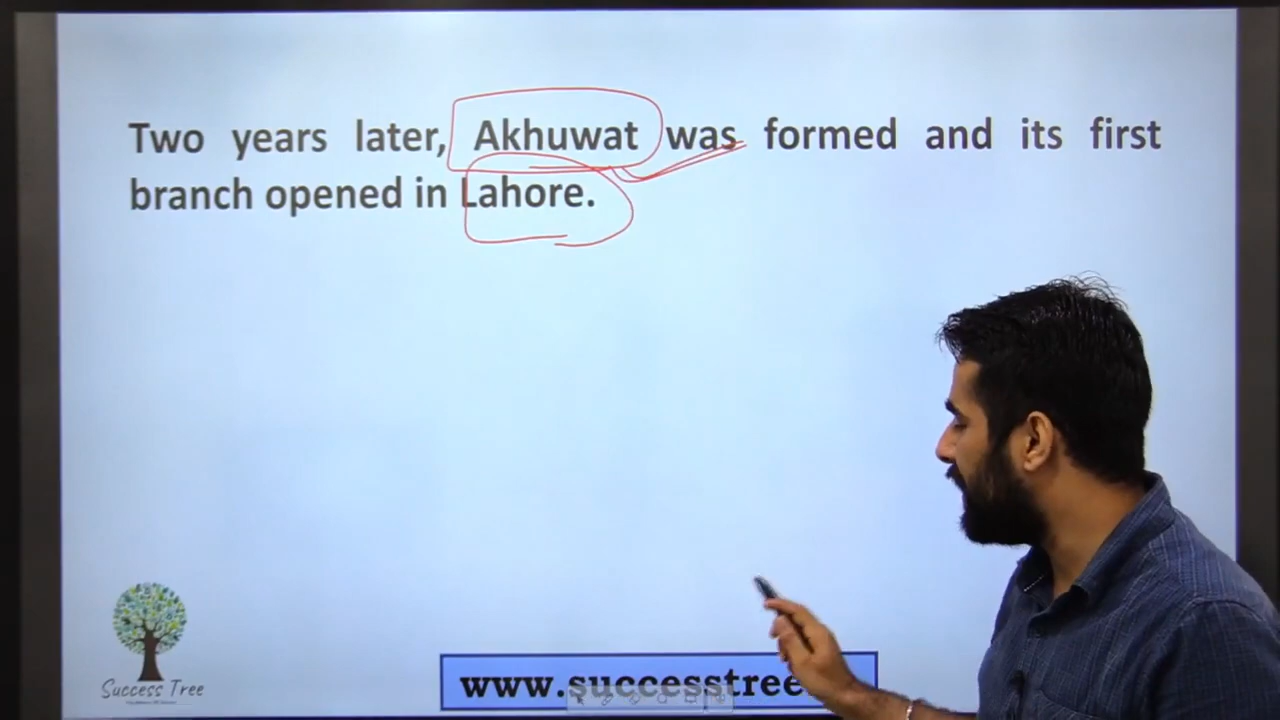 Two years later, Akhuwat was formed and its first
branch opened in Lahore.
Success Tree
www.successtree.